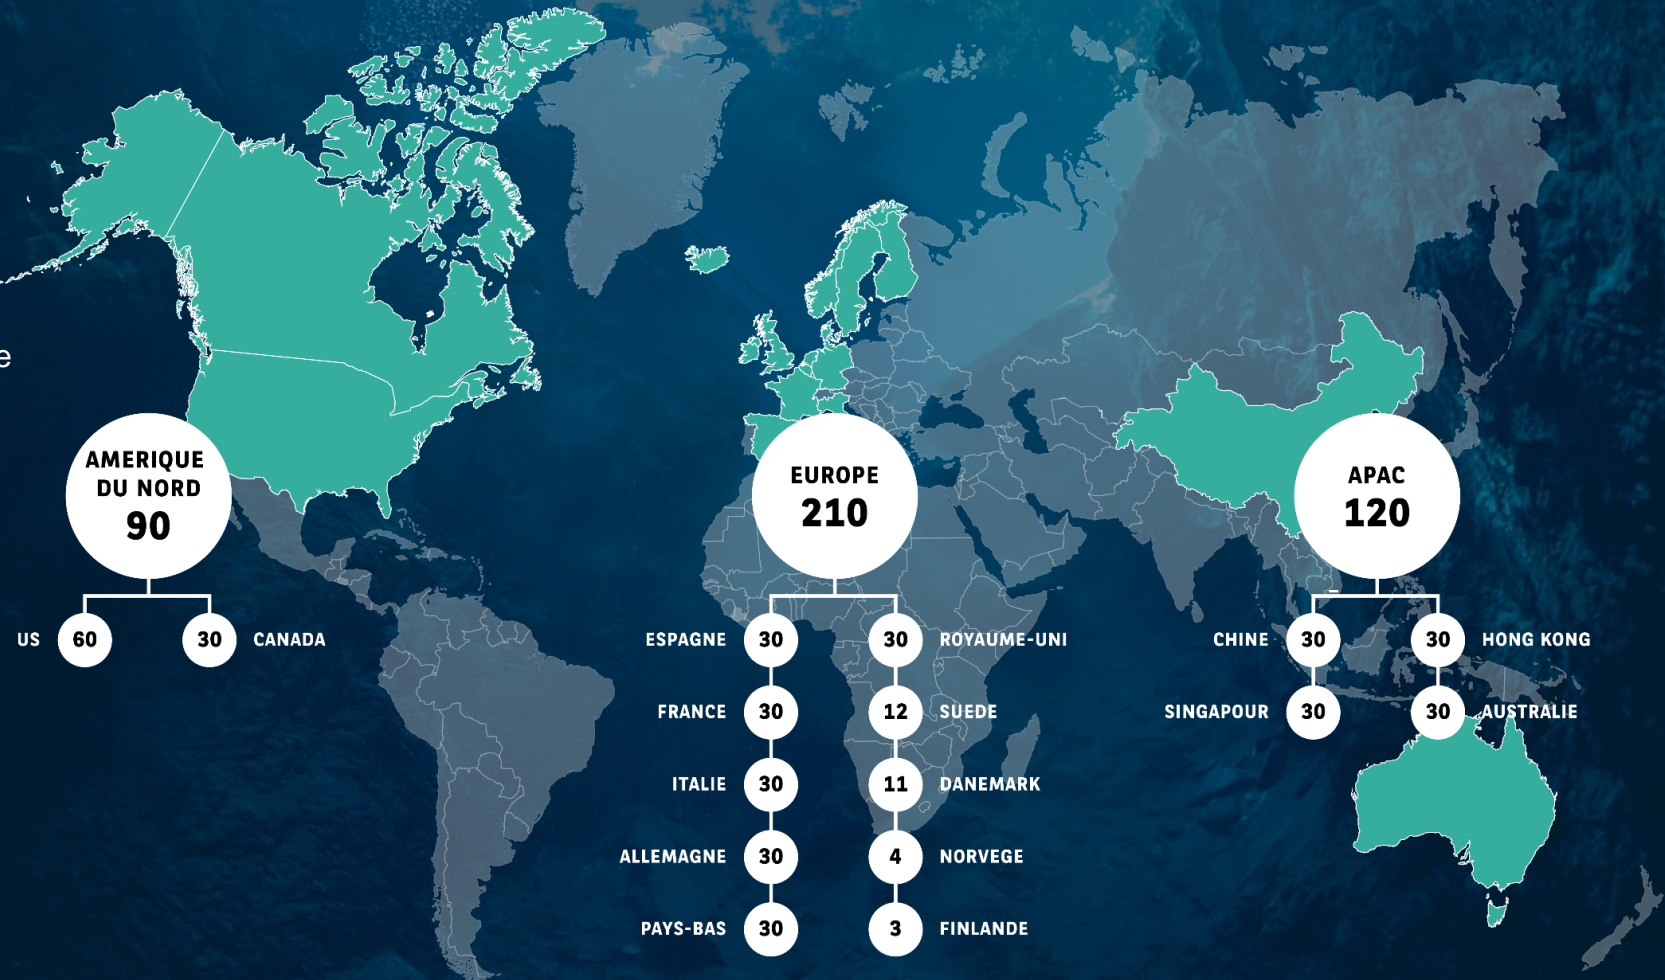 e
AMERIQUE
DU NORD
90
US 60 30 CANADA
EUROPE
210
ESPAGNE 30 30 ROYAUME-UNI
FRANCE 30 12 SUEDE
ITALIE 30 11 DANEMARK
ALLEMAGNE 30 4 NORVEGE
PAYS-BAS 30 3 FINLANDE
APAC
120
CHINE 30 30 HONG KONG
SINGAPOUR 30 30 AUSTRALIE